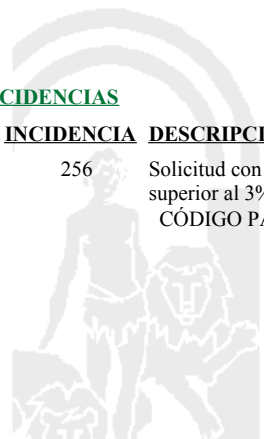 CIDENCIAS
INCIDENCIA DESCRIPCI
256 Solicitud con
superior al 3%
CÓDIGO PA